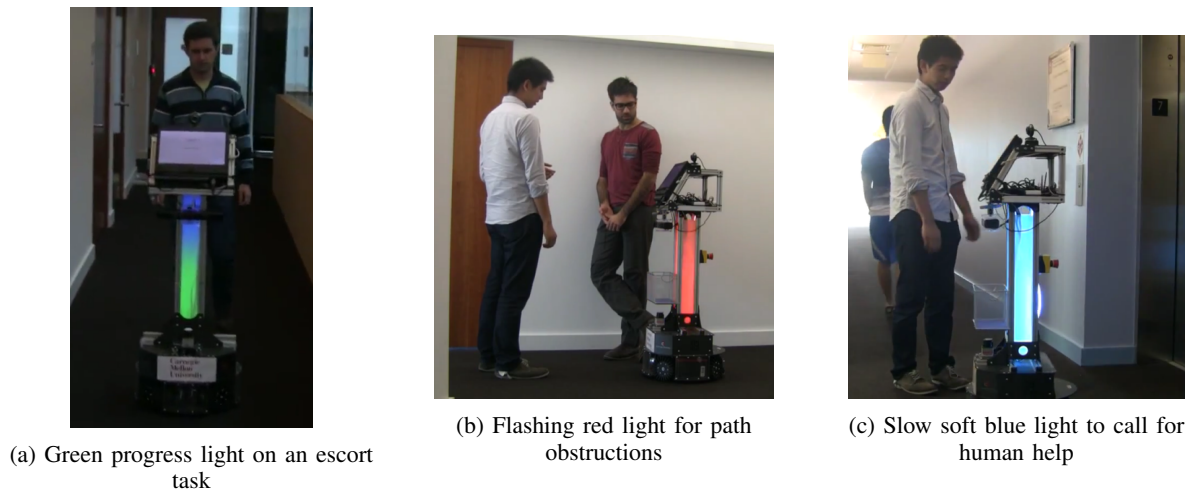 Carnegie
Mellon
University
7
(a) Green progress light on an escort
task
(b) Flashing red light for path
obstructions
(c) Slow soft blue light to call for
human help